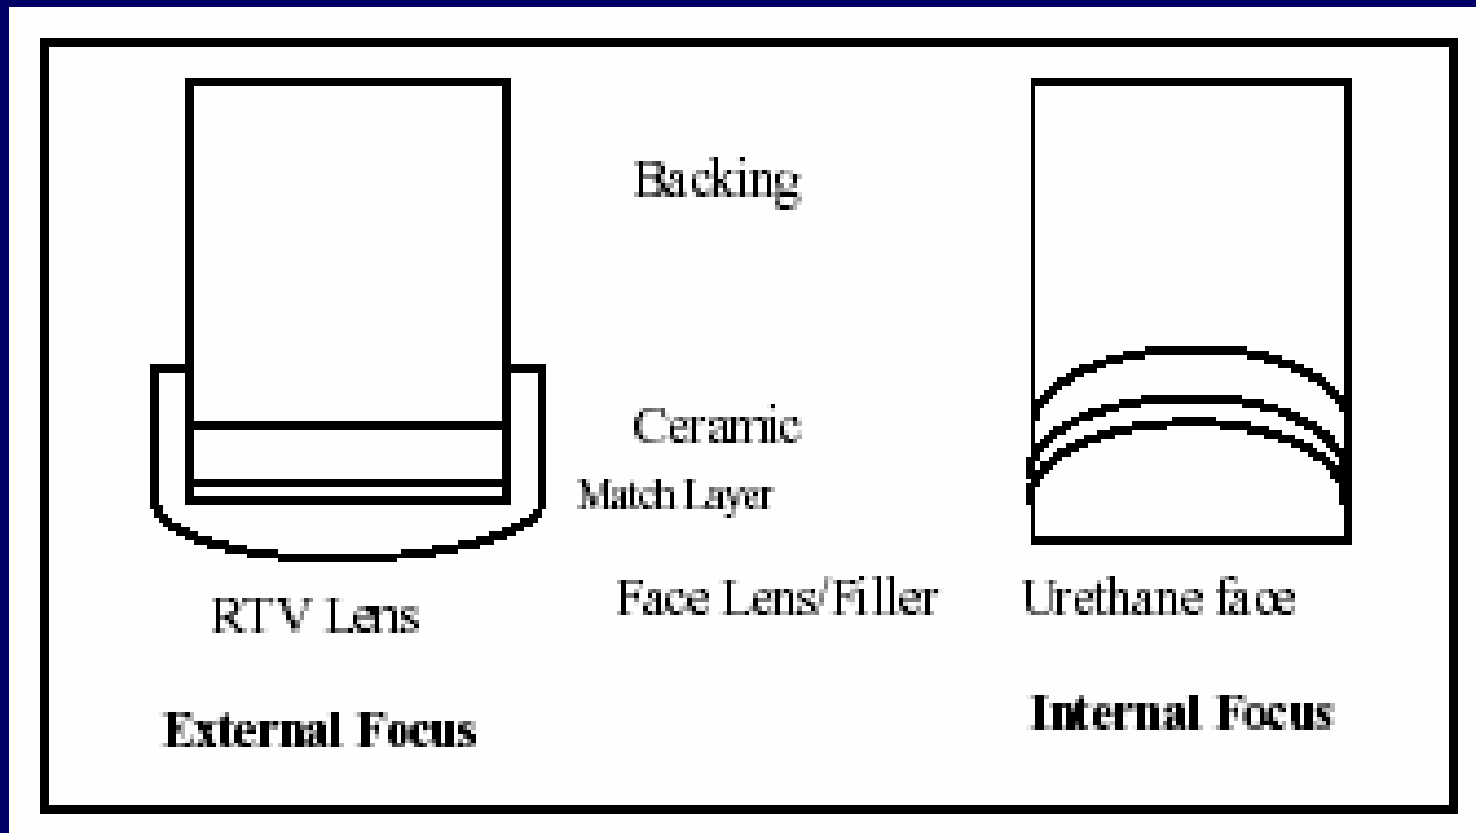 Backing
Ceramic
Match Layer
Face Lens/Filler
RTV Lens
Urethane face
External Focus
Internal Focus